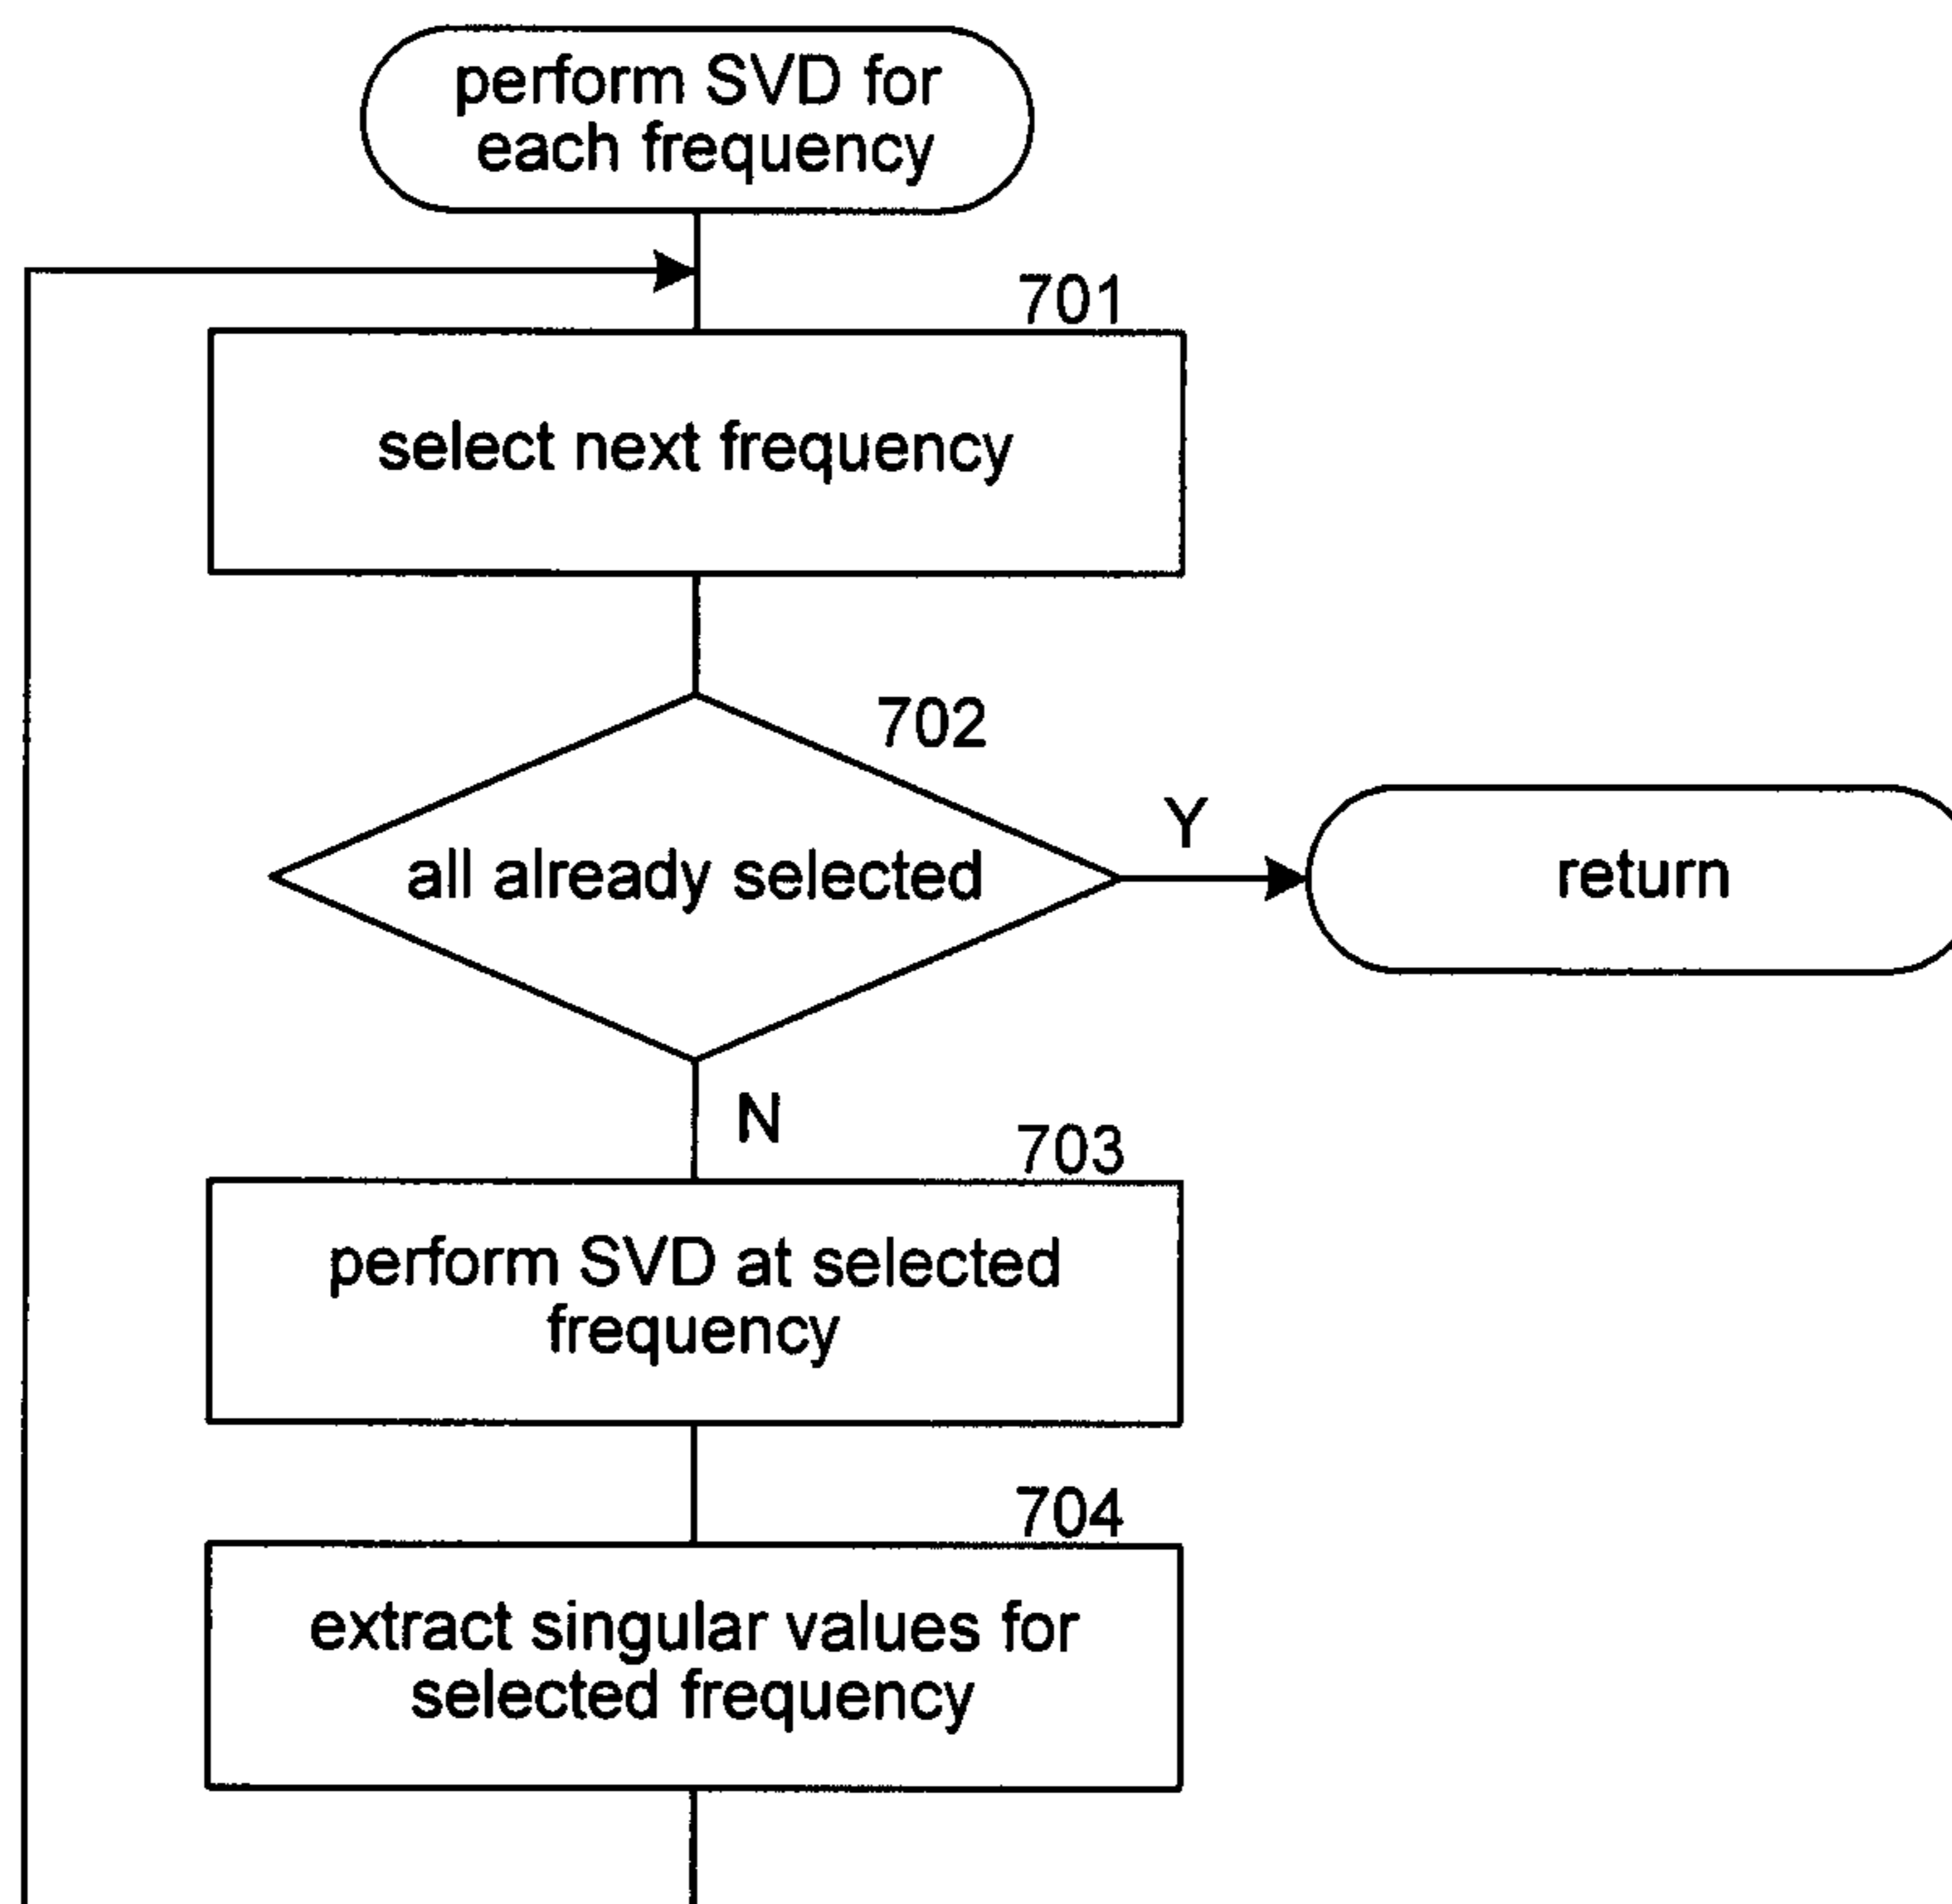 perform SVD for
each frequency
701
select next frequency
702
all already selected
Y
return
N
703
perform SVD at selected
frequency
704
extract singular values for
selected frequency